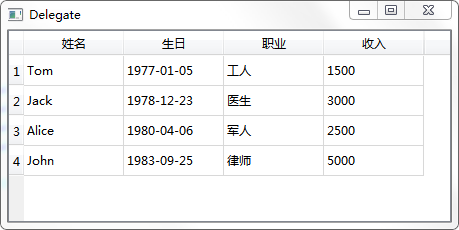 Delegate
姓名 生日 职业 收入
1 Tom 1977-01-05 工人 1500
2 Jack 1978-12-23 医生 3000
3 Alice 1980-04-06 军人 2500
4 John 1983-09-25 律师 5000